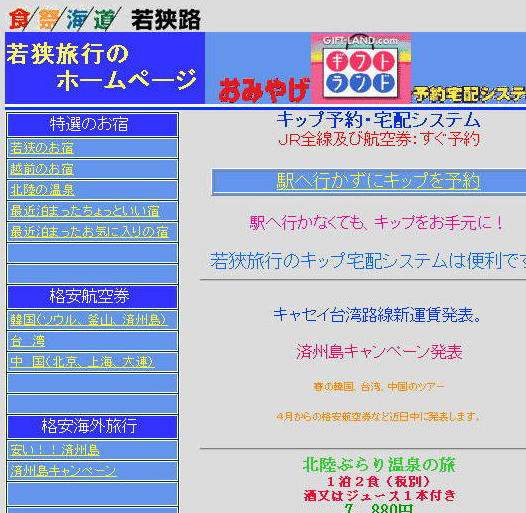 食/祭/海道/ 若狭路
若狭旅行の
ホームページ
おみやげ
GIFT-LAND.com
ギフト
ランド
予約宅配システ
特選のお宿
若狭のお宿
越前のお宿
北陸の温泉
最近泊まったちょっといい宿
最近泊まったお気に入りの宿
格安航空券
韓国(ソウル、釜山、済州島)
台　湾
中　国(北京、上海、大連)
格安海外旅行
安い！！済州島
済州島キャンペーン
キップ予約・宅配システム
JR全線及び航空券：すぐ予約
駅へ行かずにキップを予約
駅へ行かなくても、キップをお手元に！
若狭旅行のキップ宅配システムは便利です
キャセイ台湾路線新運賃発表。
済州島キャンペーン発表
春の韓国、台湾、中国のツアー
4月からの格安航空券など近日中に発表します。
北陸ぶらり温泉の旅
1泊2食（税別）
酒又はジュース1本付き
7，880円